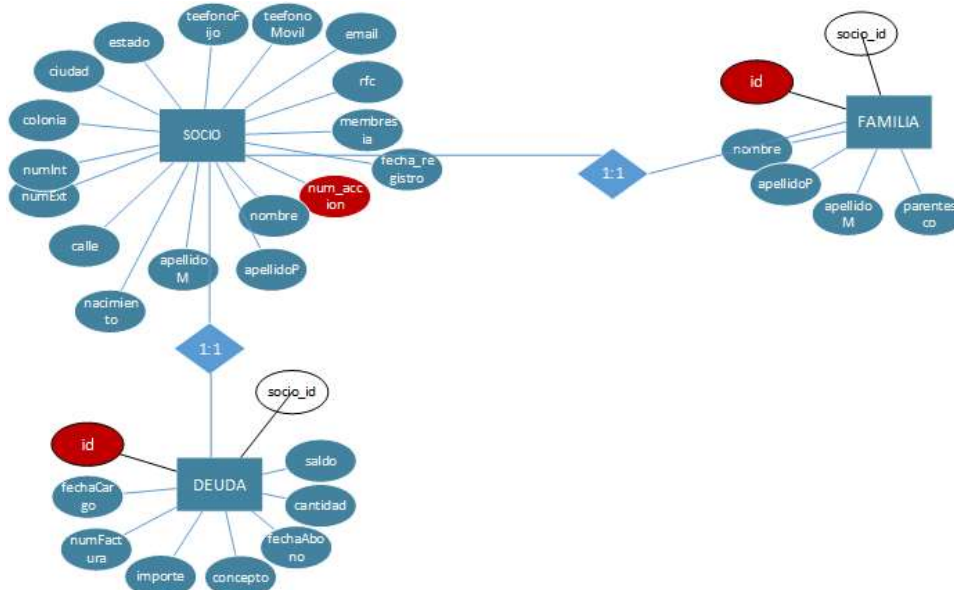 teefonoF
ijo
teefono
Movil
email
estado
ciudad
rfc
colonia
SOCIO
membres
ia
numInt
fecha_re
gistro
numExt
num_acc
ion
nombre
calle
apellido
M
apellidoP
nacimie
nto
1:1
socio_id
id
FAMILIA
nombre
apellidoP
apellido
M
parentes
co
1:1
socio_id
id
saldo
DEUDA
fechaCar
go
cantidad
numFact
ura
fechaAbo
no
importe
concepto